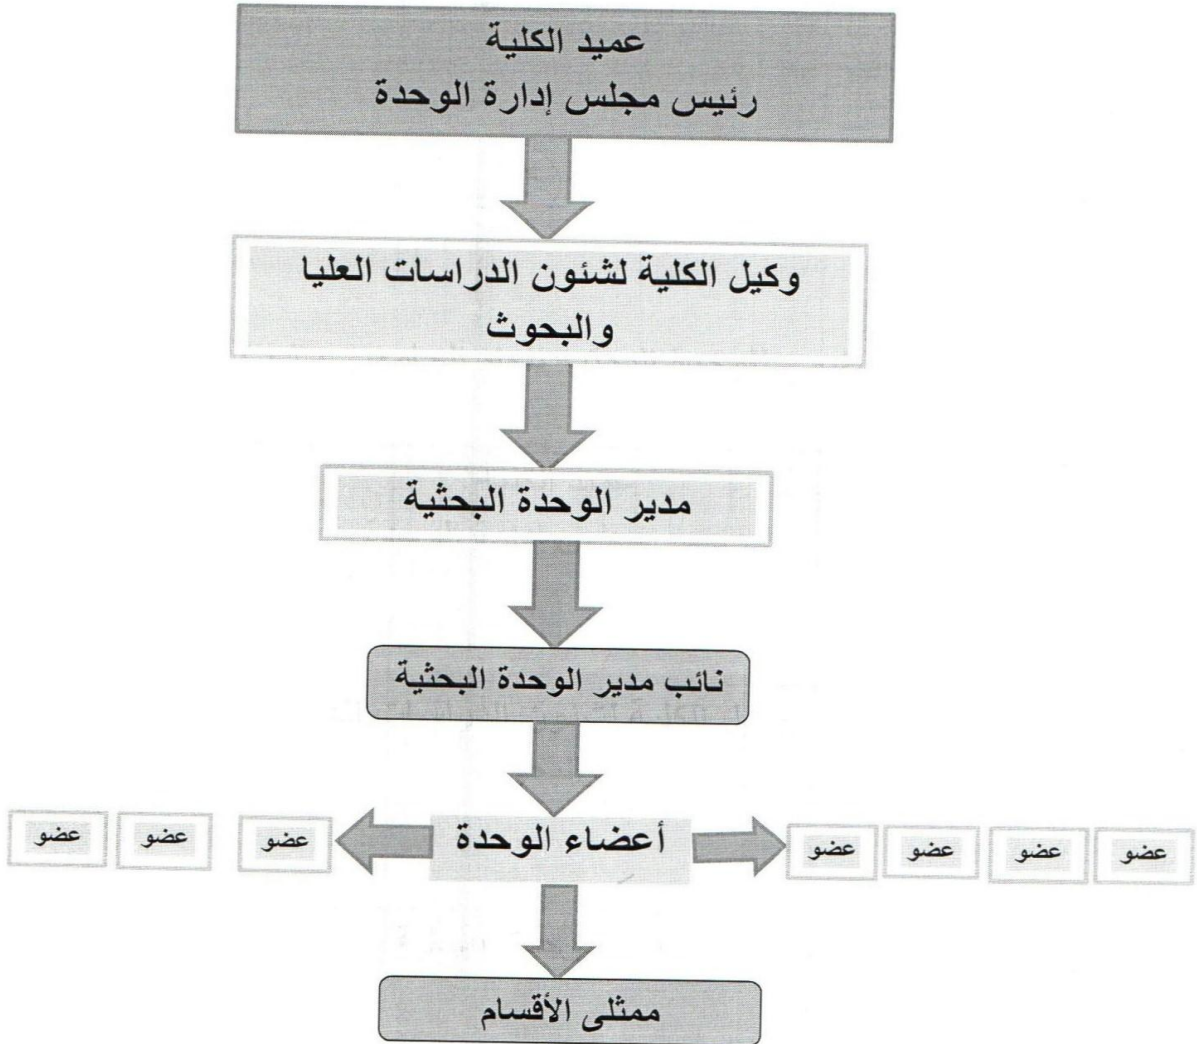 عميد الكلية
رئيس مجلس إدارة الوحدة
وكيل الكلية لشئون الدراسات العليا
والبحوث
مدير الوحدة البحثية
نائب مدير الوحدة البحثية
أعضاء الوحدة
عضو
عضو
عضو
عضو
عضو
عضو
عضو
ممثلى الأقسام